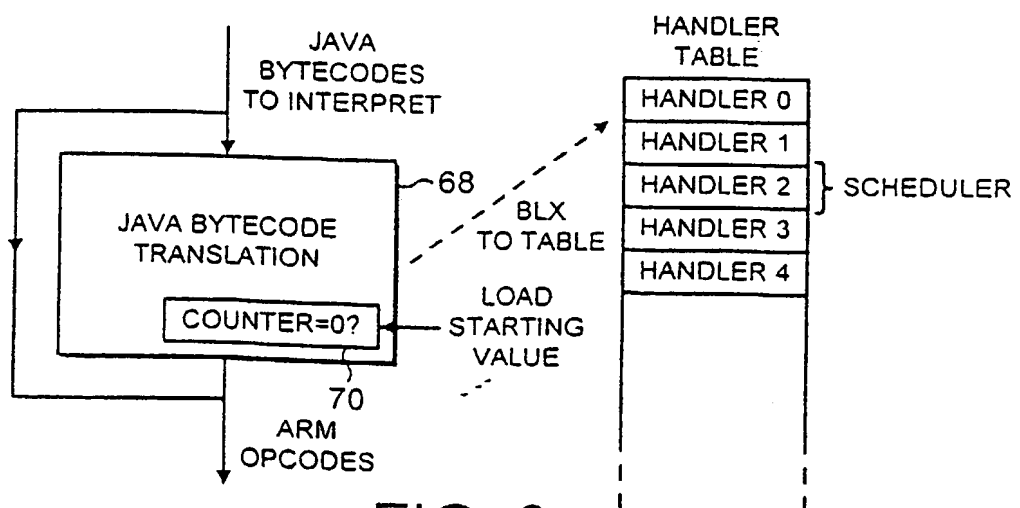 JAVA
BYTECODES
TO INTERPRET
HANDLER
TABLE
HANDLER 0
HANDLER 1
HANDLER 2
HANDLER 3
HANDLER 4
SCHEDULER
68
JAVA BYTECODE
TRANSLATION
BLX
TO TABLE
COUNTER=0?
LOAD
STARTING
VALUE
70
ARM
OPCODES